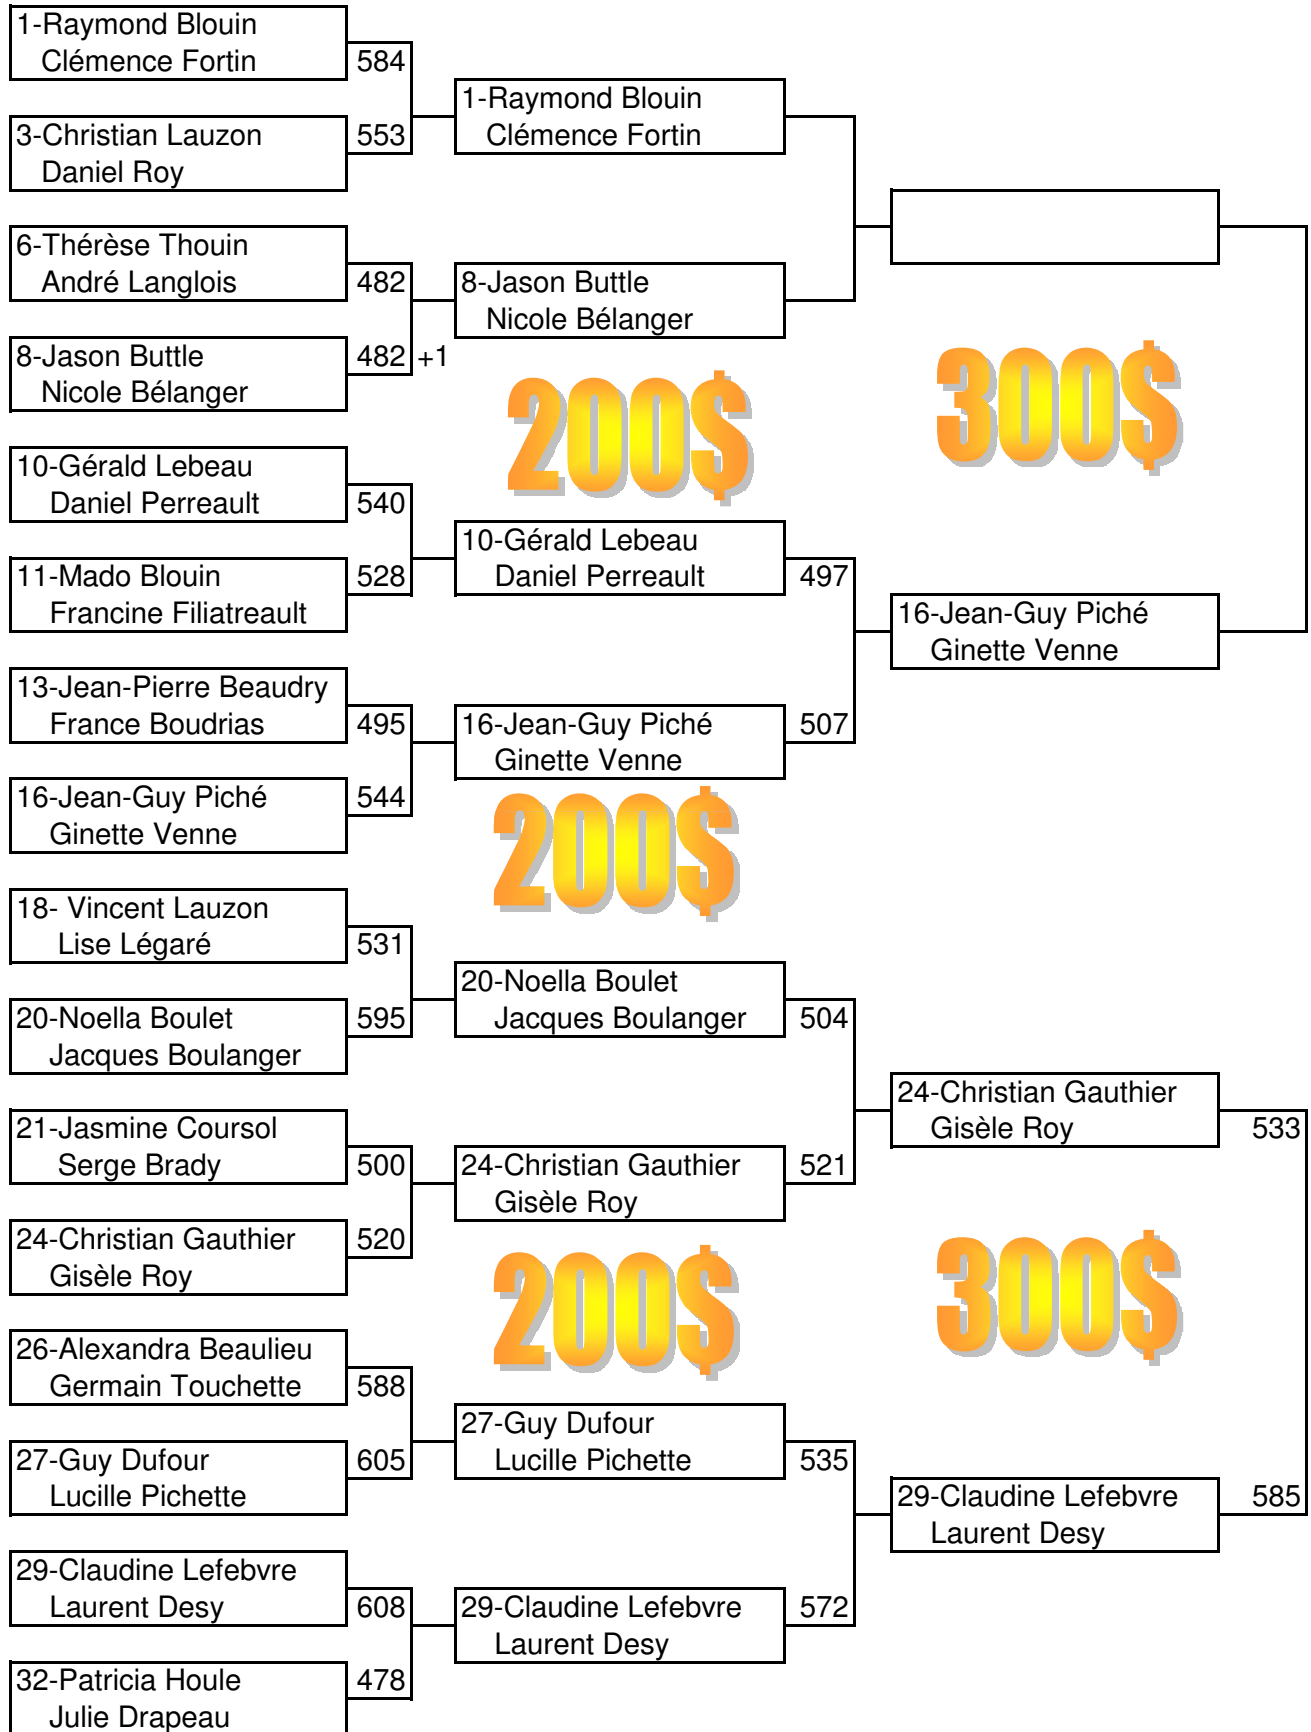 1-Raymond Blouin
Clémence Fortin
584
3-Christian Lauzon
Daniel Roy
553
6-Thérèse Thouin
André Langlois
482
8-Jason Buttle
Nicole Bélanger
482 +1
10-Gérald Lebeau
Daniel Perreault
540
11-Mado Blouin
Francine Filiatreault
528
13-Jean-Pierre Beaudry
France Boudrias
495
16-Jean-Guy Piché
Ginette Venne
544
18- Vincent Lauzon
Lise Légaré
531
20-Noella Boulet
Jacques Boulanger
595
21-Jasmine Coursol
Serge Brady
500
24-Christian Gauthier
Gisèle Roy
520
26-Alexandra Beaulieu
Germain Touchette
588
27-Guy Dufour
Lucille Pichette
605
29-Claudine Lefebvre
Laurent Desy
608
32-Patricia Houle
Julie Drapeau
478
1-Raymond Blouin
Clémence Fortin
8-Jason Buttle
Nicole Bélanger
200$
10-Gérald Lebeau
Daniel Perreault
497
16-Jean-Guy Piché
Ginette Venne
507
200$
20-Noella Boulet
Jacques Boulanger
504
24-Christian Gauthier
Gisèle Roy
521
200$
27-Guy Dufour
Lucille Pichette
535
29-Claudine Lefebvre
Laurent Desy
572
300$
16-Jean-Guy Piché
Ginette Venne
24-Christian Gauthier
Gisèle Roy
533
300$
29-Claudine Lefebvre
Laurent Desy
585